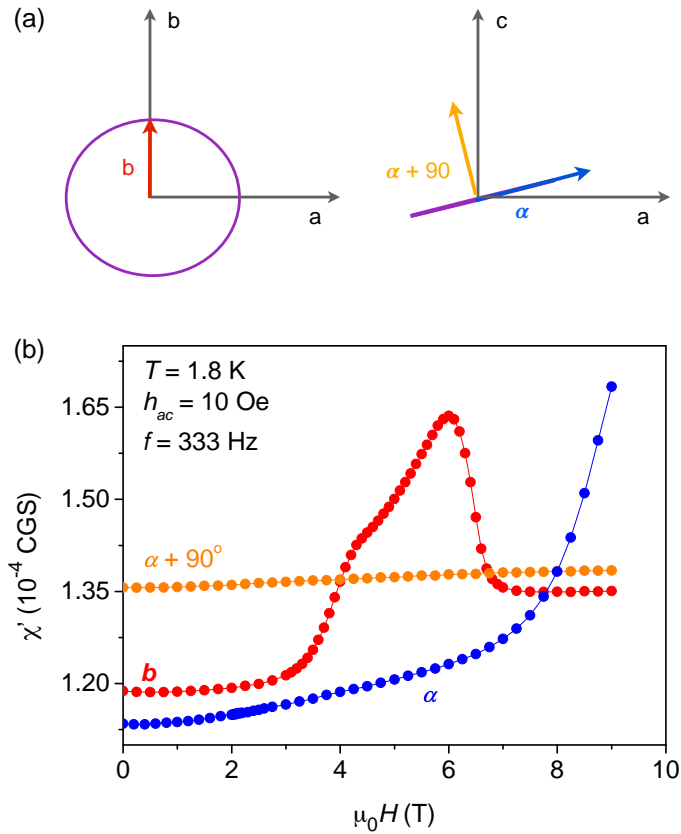 (a)
b
b
a
c
α + 90
α
a
(b)
T = 1.8 K
h_ac = 10 Oe
f = 333 Hz
α + 90°
b
α
1.65
1.50
1.35
1.20
χ' (10⁻⁴ CGS)
0 2 4 6 8 10
μ₀H (T)